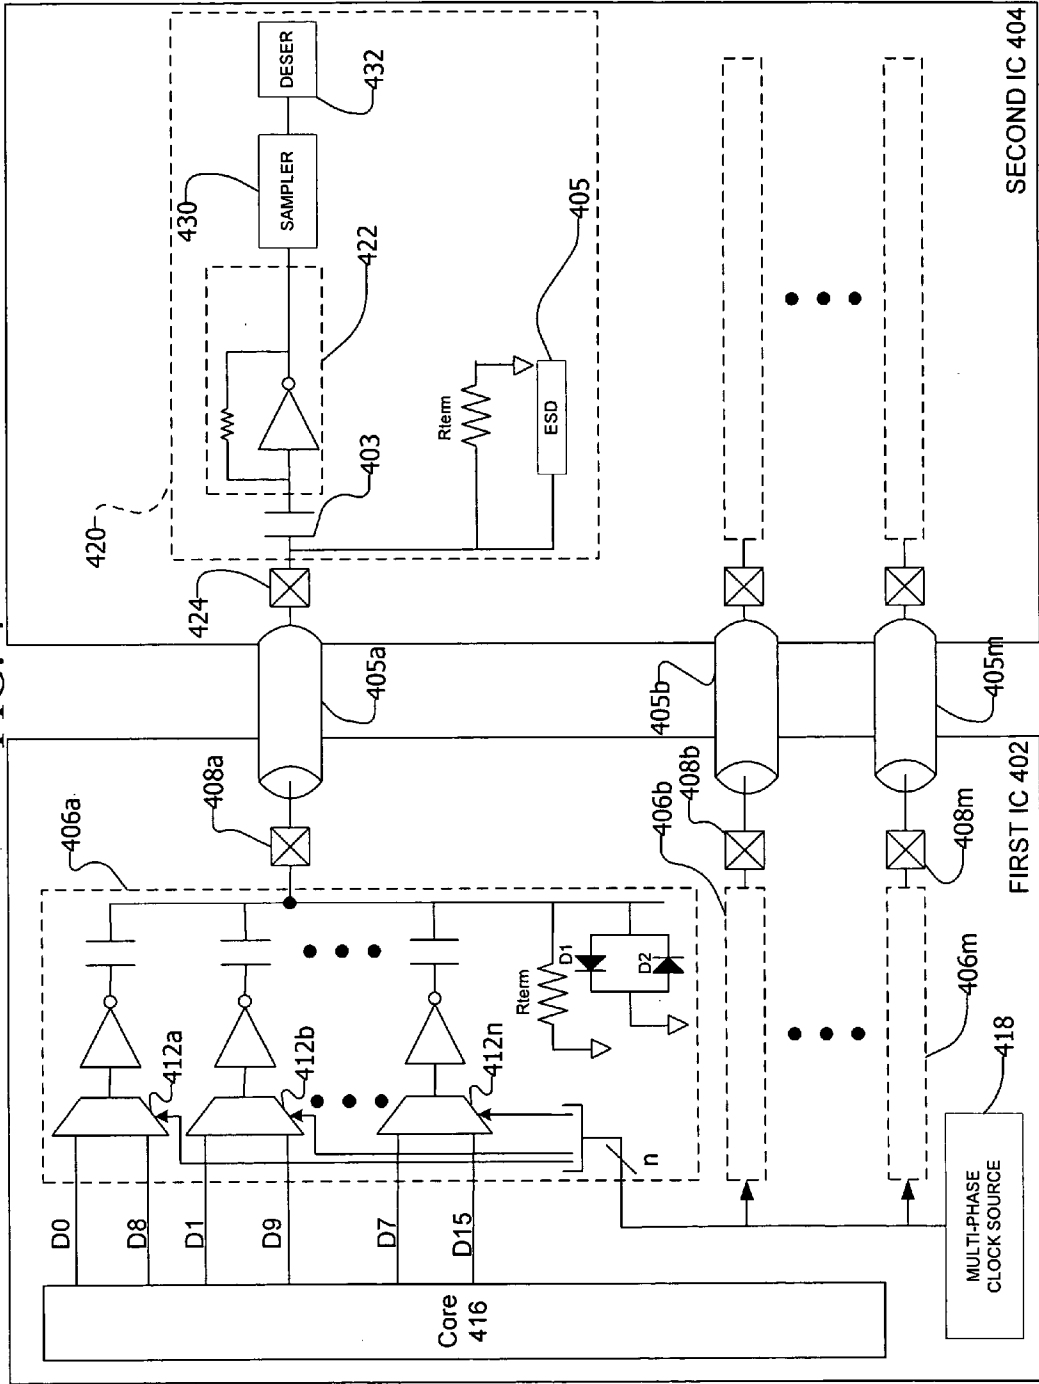 Core
416
D0
D8
D1
D9
D7
D15
412a
412b
412n
n
406a
408a
Rterm
D1
D2
406b
408b
408m
406m
MULTI-PHASE
CLOCK SOURCE
418
FIRST IC 402
405a
405b
405m
424
420
403
422
430
SAMPLER
DESER
432
Rterm
ESD
405
SECOND IC 404